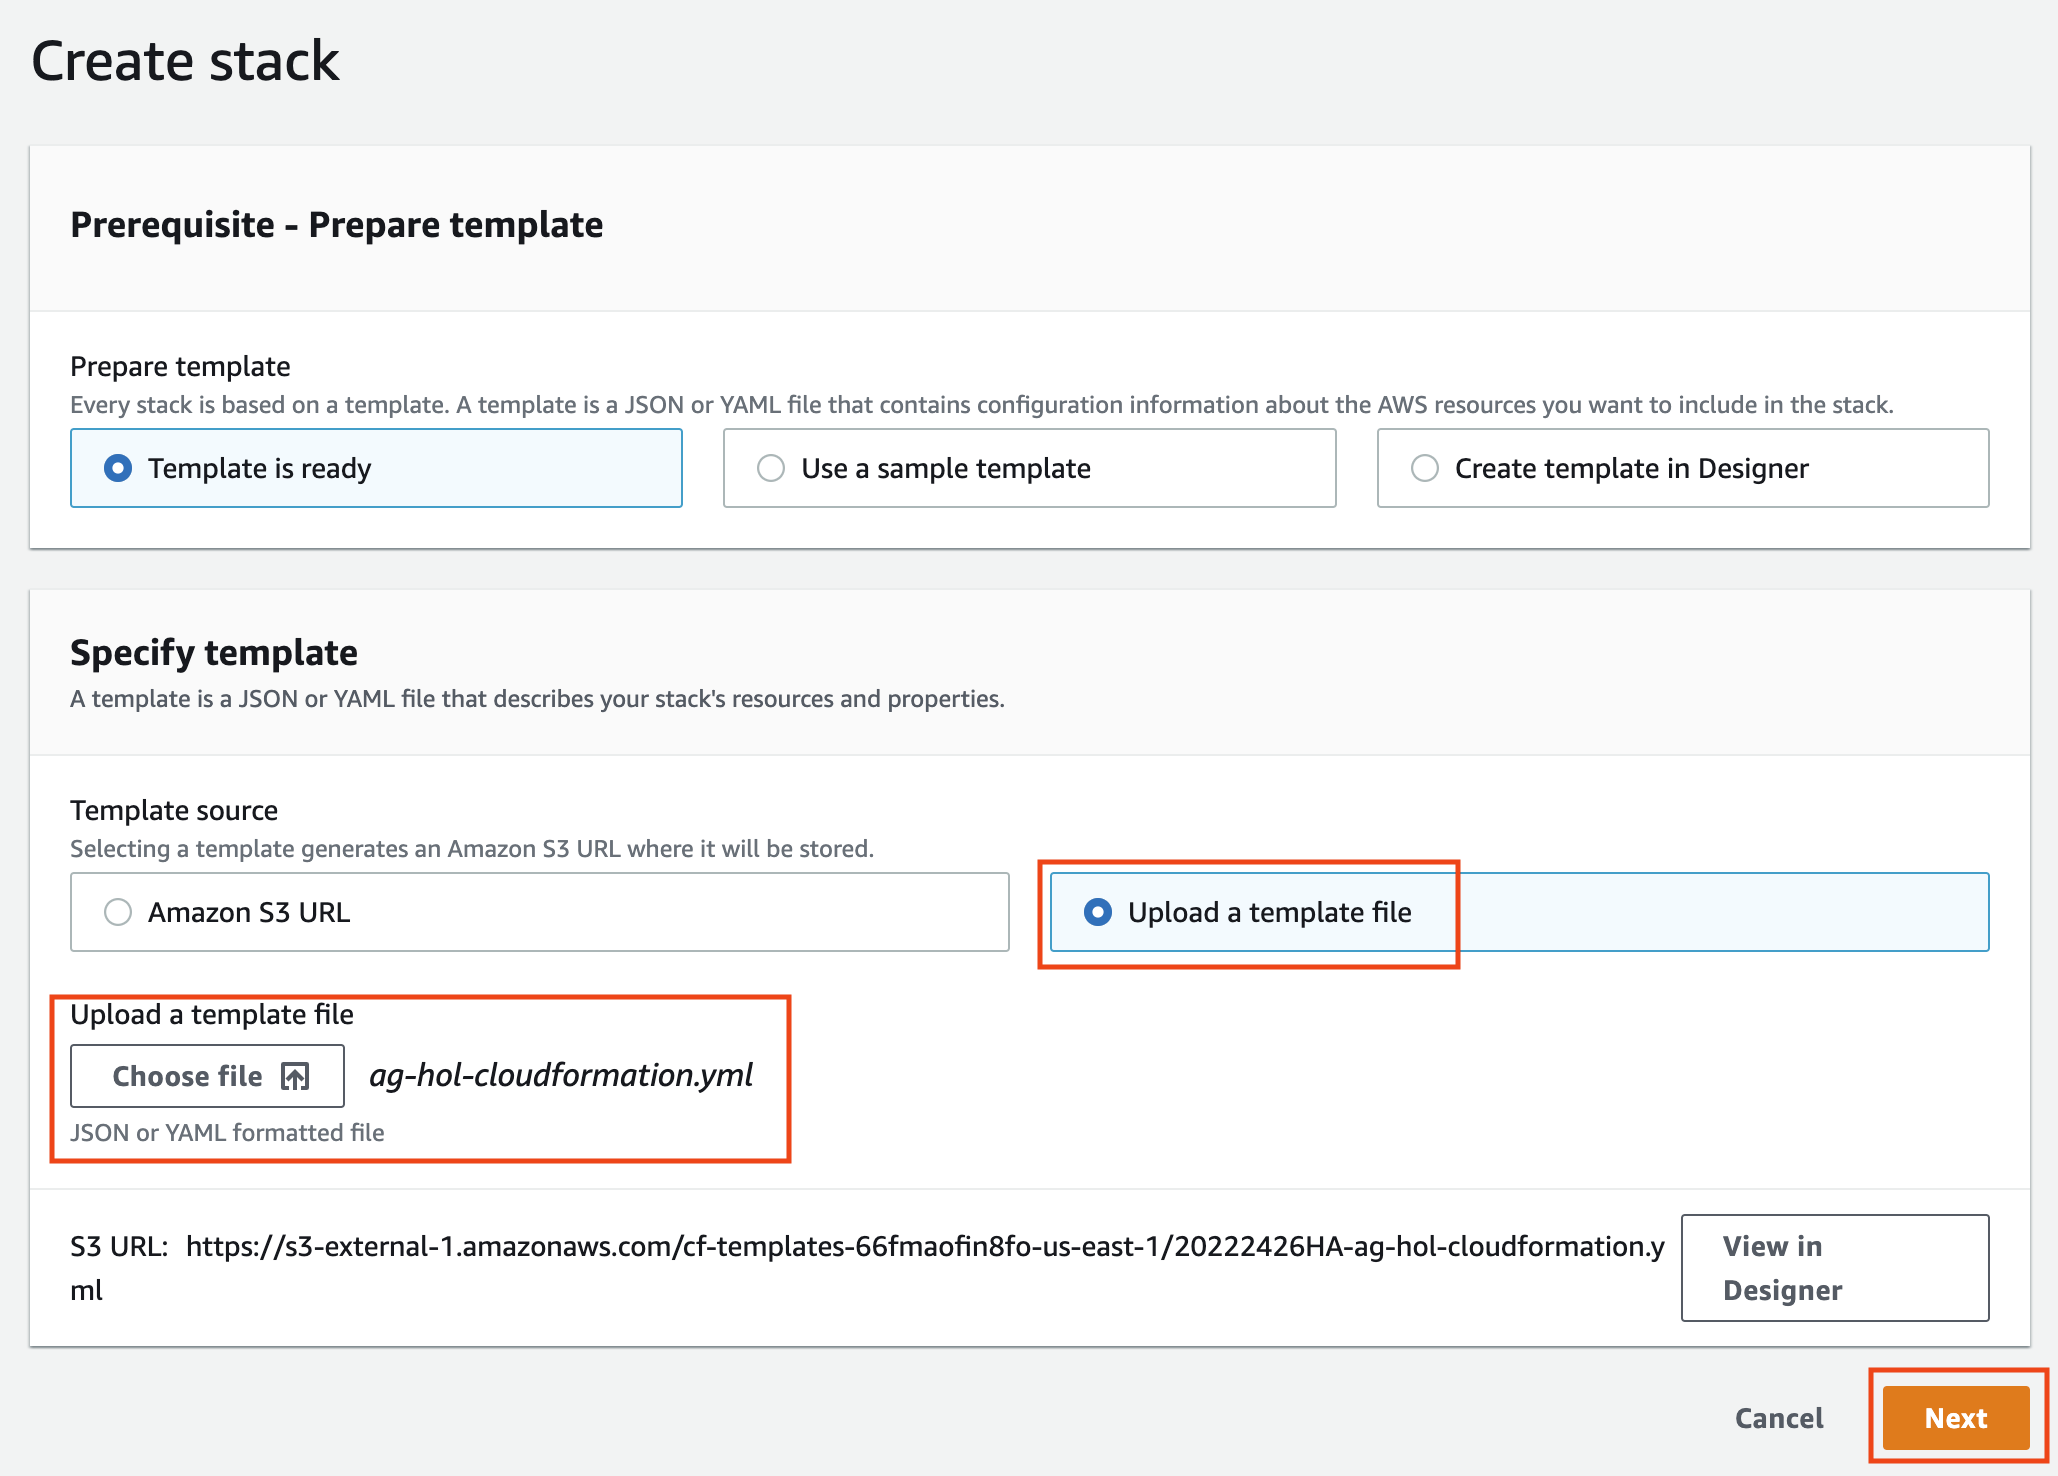 Create stack
Prerequisite - Prepare template
Prepare template
Every stack is based on a template. A template is a JSON or YAML file that contains configuration information about the AWS resources you want to include in the stack.
Template is ready
Use a sample template
Create template in Designer
Specify template
A template is a JSON or YAML file that describes your stack's resources and properties.
Template source
Selecting a template generates an Amazon S3 URL where it will be stored.
Amazon S3 URL
Upload a template file
Upload a template file
Choose file
ag-hol-cloudformation.yml
JSON or YAML formatted file
S3 URL: https://s3-external-1.amazonaws.com/cf-templates-66fmaofin8fo-us-east-1/20222426HA-ag-hol-cloudformation.y
ml
View in
Designer
Cancel
Next